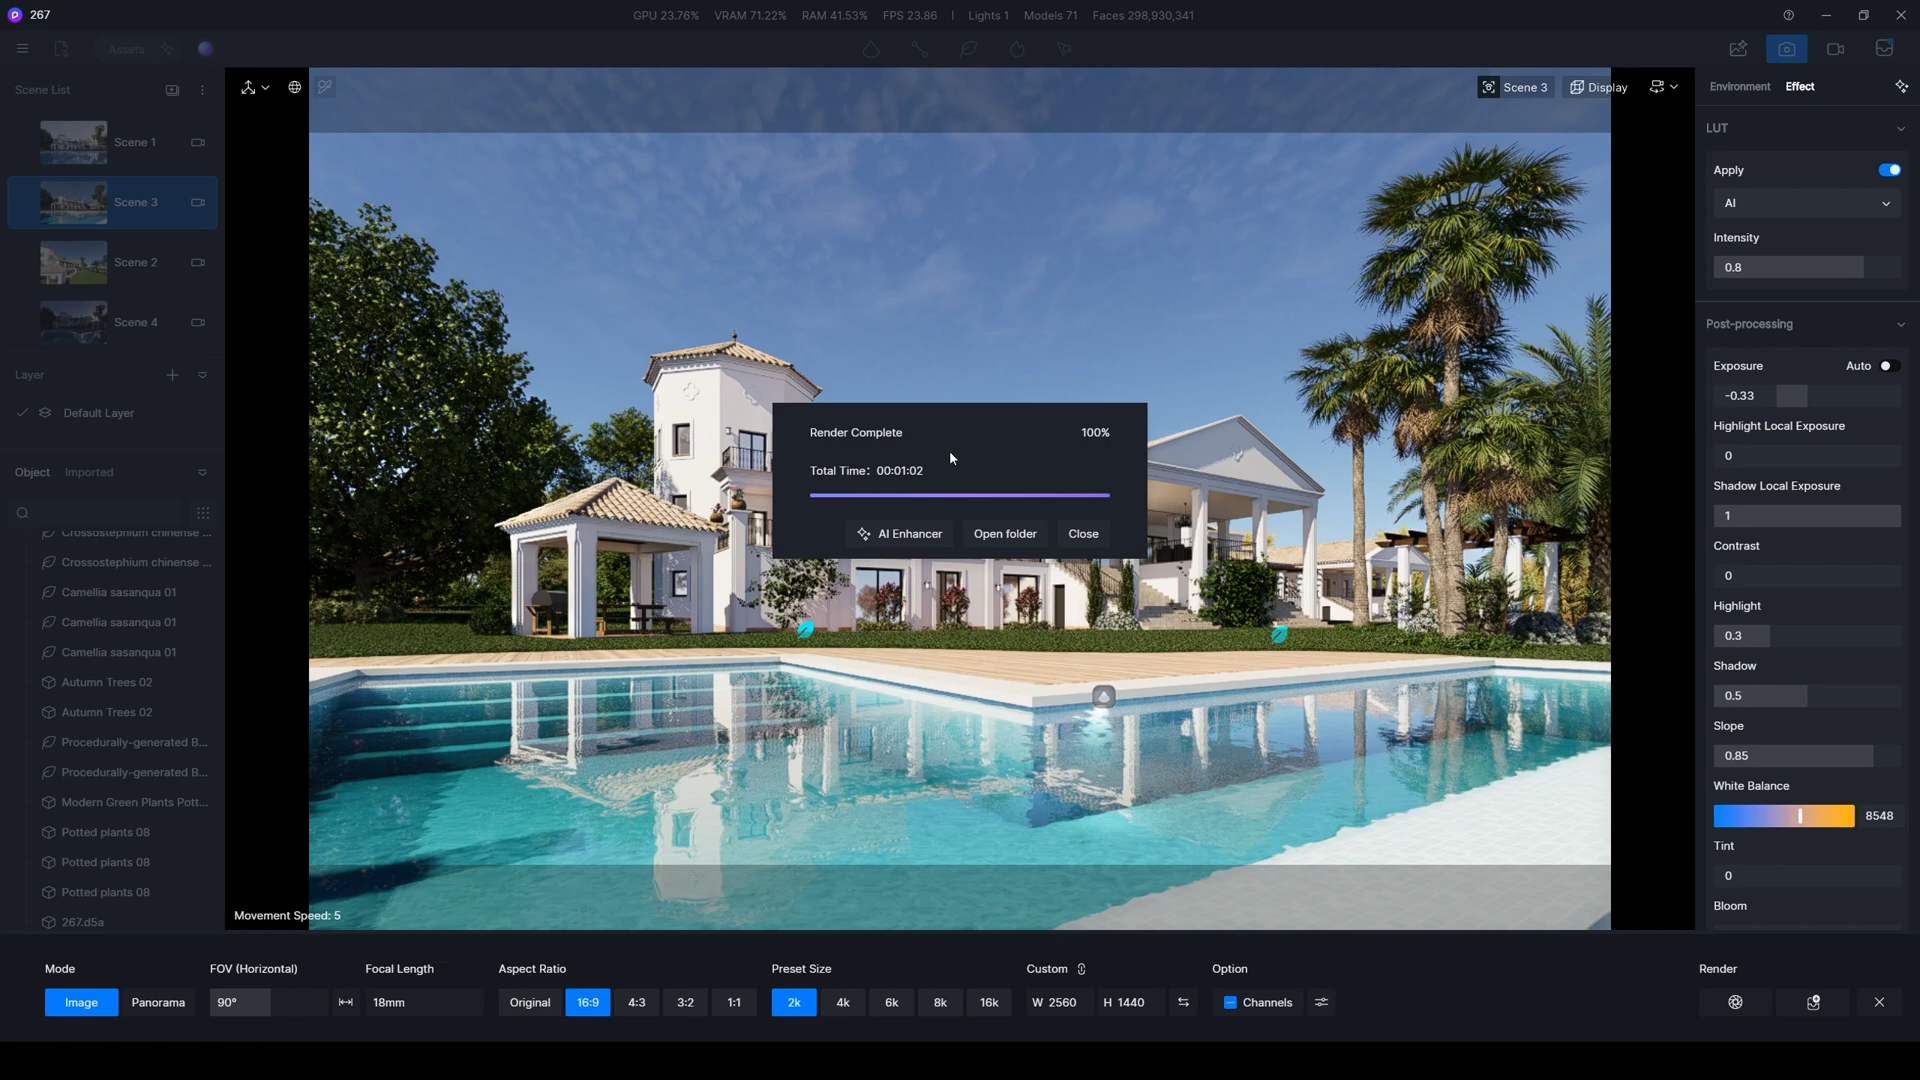 267
GPU 23.76% VRAM 71.22% RAM 41.53% FPS 23.86 | Lights 1 Models 71 Faces 298,930,341
Assets
Scene List
Scene 1
Scene 3
Scene 2
Scene 4
Layer
Default Layer
Object Imported
Crossostephium chinense ...
Crossostephium chinense ...
Camellia sasanqua 01
Camellia sasanqua 01
Camellia sasanqua 01
Autumn Trees 02
Autumn Trees 02
Procedurally-generated B...
Procedurally-generated B...
Modern Green Plants Pott...
Potted plants 08
Potted plants 08
Potted plants 08
267.d5a
Scene 3 Display
Render Complete 100%
Total Time: 00:01:02
AI Enhancer Open folder Close
Movement Speed: 5
Environment Effect
LUT
Apply
AI
Intensity
0.8
Post-processing
Exposure Auto
-0.33
Highlight Local Exposure
0
Shadow Local Exposure
1
Contrast
0
Highlight
0.3
Shadow
0.5
Slope
0.85
White Balance
8548
Tint
0
Bloom
Mode FOV (Horizontal) Focal Length Aspect Ratio Preset Size Custom Option Render
Image Panorama 90° 18mm Original 16:9 4:3 3:2 1:1 2k 4k 6k 8k 16k W 2560 H 1440 Channels